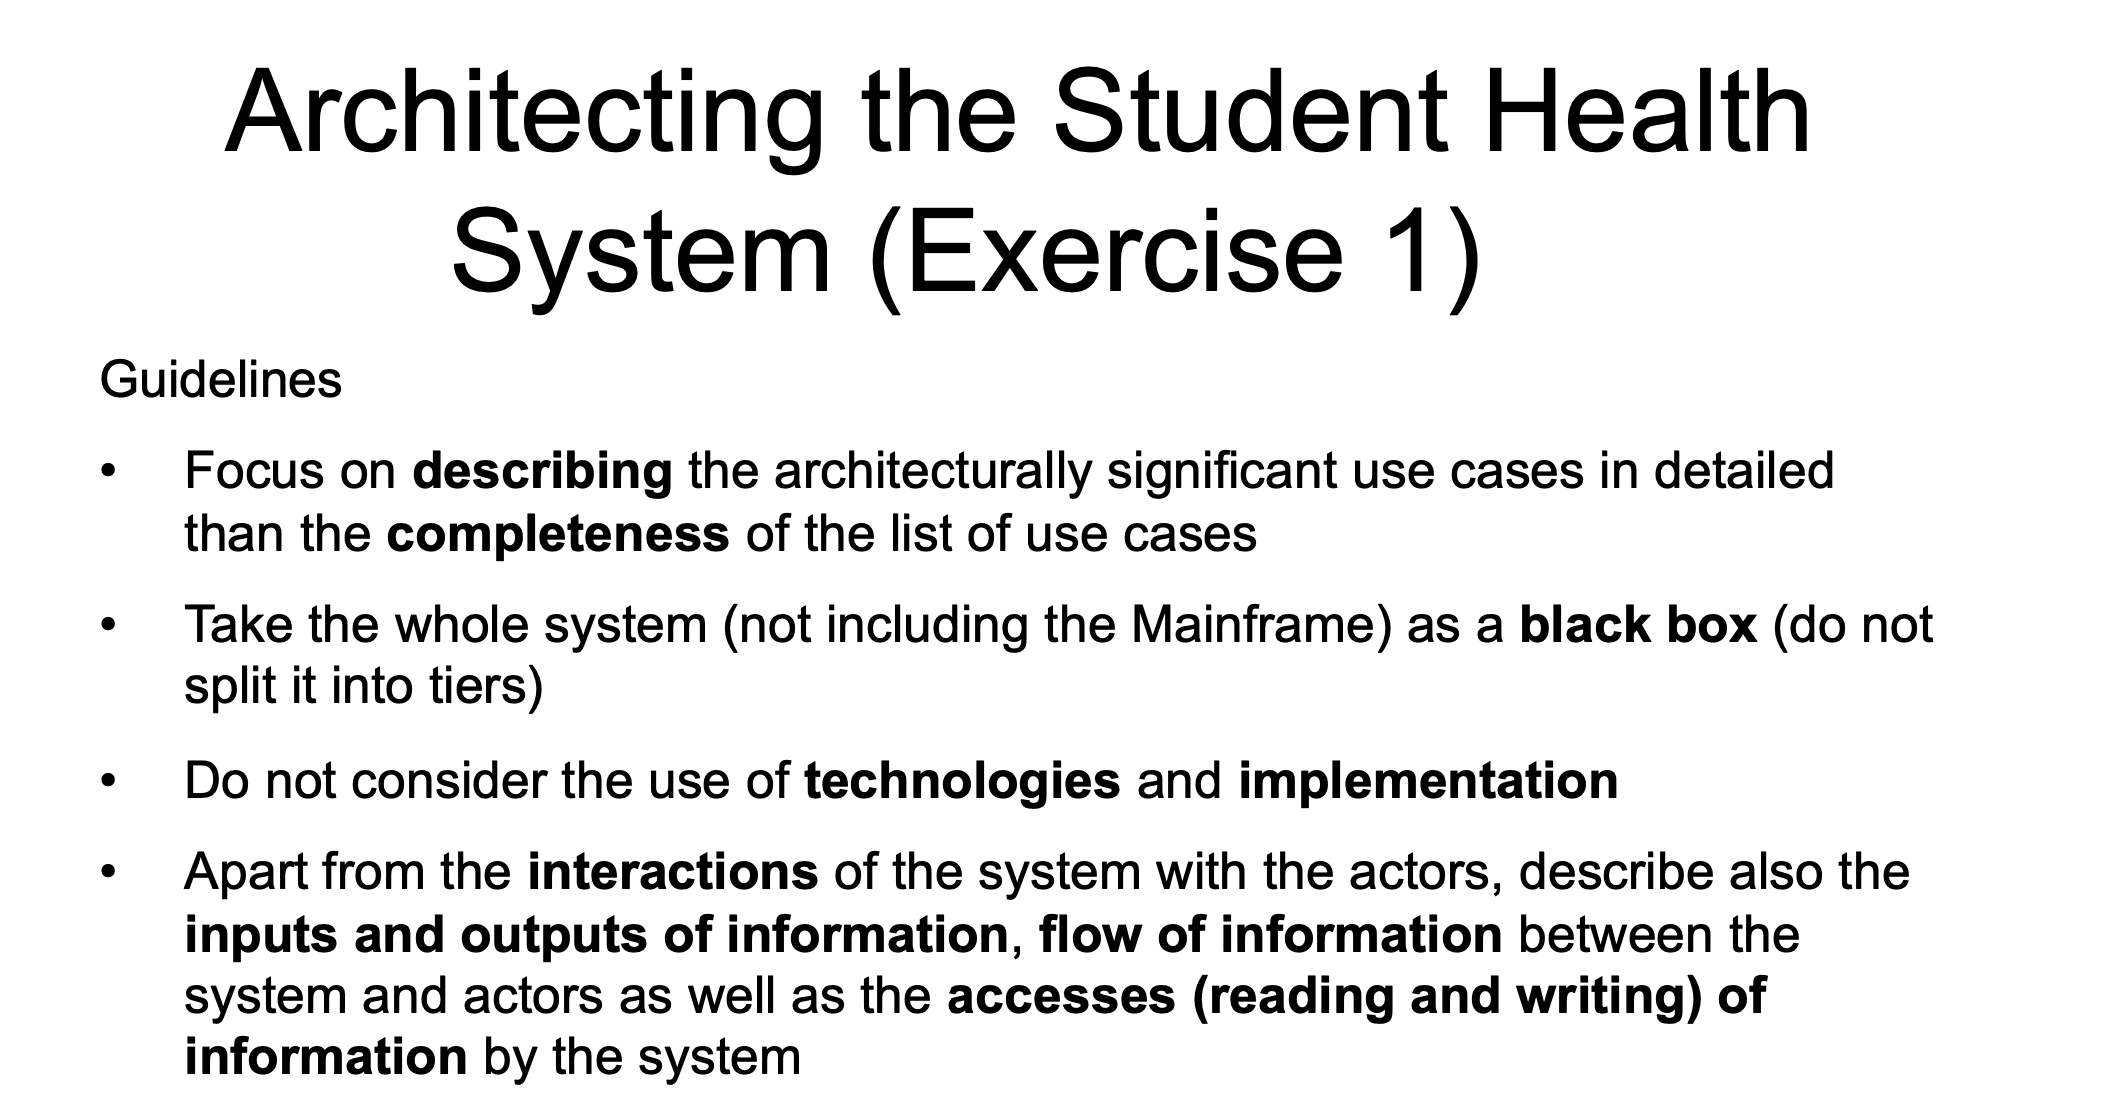 Architecting the Student Health
System (Exercise 1)
Guidelines
• Focus on describing the architecturally significant use cases in detailed
than the completeness of the list of use cases
• Take the whole system (not including the Mainframe) as a black box (do not
split it into tiers)
• Do not consider the use of technologies and implementation
• Apart from the interactions of the system with the actors, describe also the
inputs and outputs of information, flow of information between the
system and actors as well as the accesses (reading and writing) of
information by the system